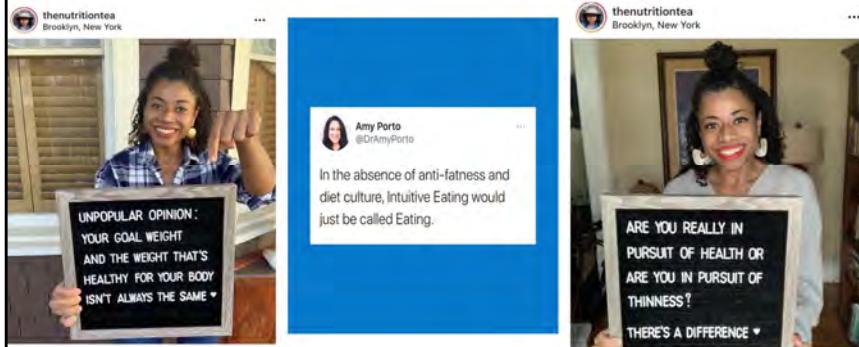 thenutritiontea
Brooklyn, New York
UNPOPULAR OPINION:
YOUR GOAL WEIGHT
AND THE WEIGHT THAT'S
HEALTHY FOR YOUR BODY
ISN'T ALWAYS THE SAME ♥
Amy Porto
@DrAmyPorto
In the absence of anti-fatness and
diet culture, Intuitive Eating would
just be called Eating.
thenutritiontea
Brooklyn, New York
ARE YOU REALLY IN
PURSUIT OF HEALTH OR
ARE YOU IN PURSUIT OF
THINNESS?
THERE'S A DIFFERENCE ♥